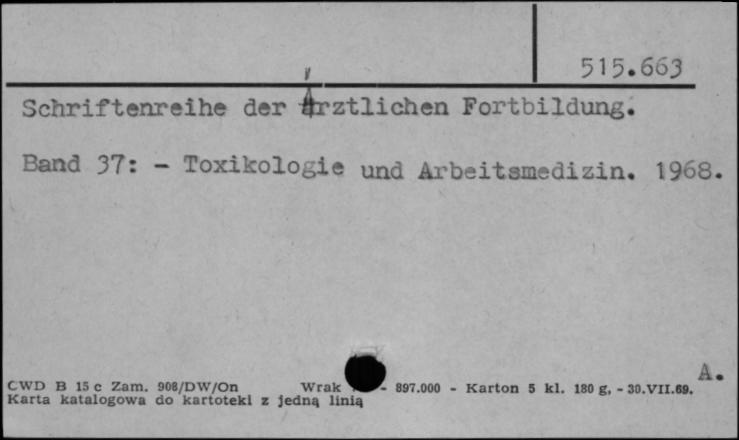 515.663
Schriftenreihe der Ärztlichen Fortbildung.
Band 37: - Toxikologie und Arbeitsmedizin. 1968.
A.
CWD B 15 c Zam. 908/DW/On Wrak - 897.000 - Karton 5 kl. 180 g, - 30.VII.69.
Karta katalogowa do kartoteki z jedną linią